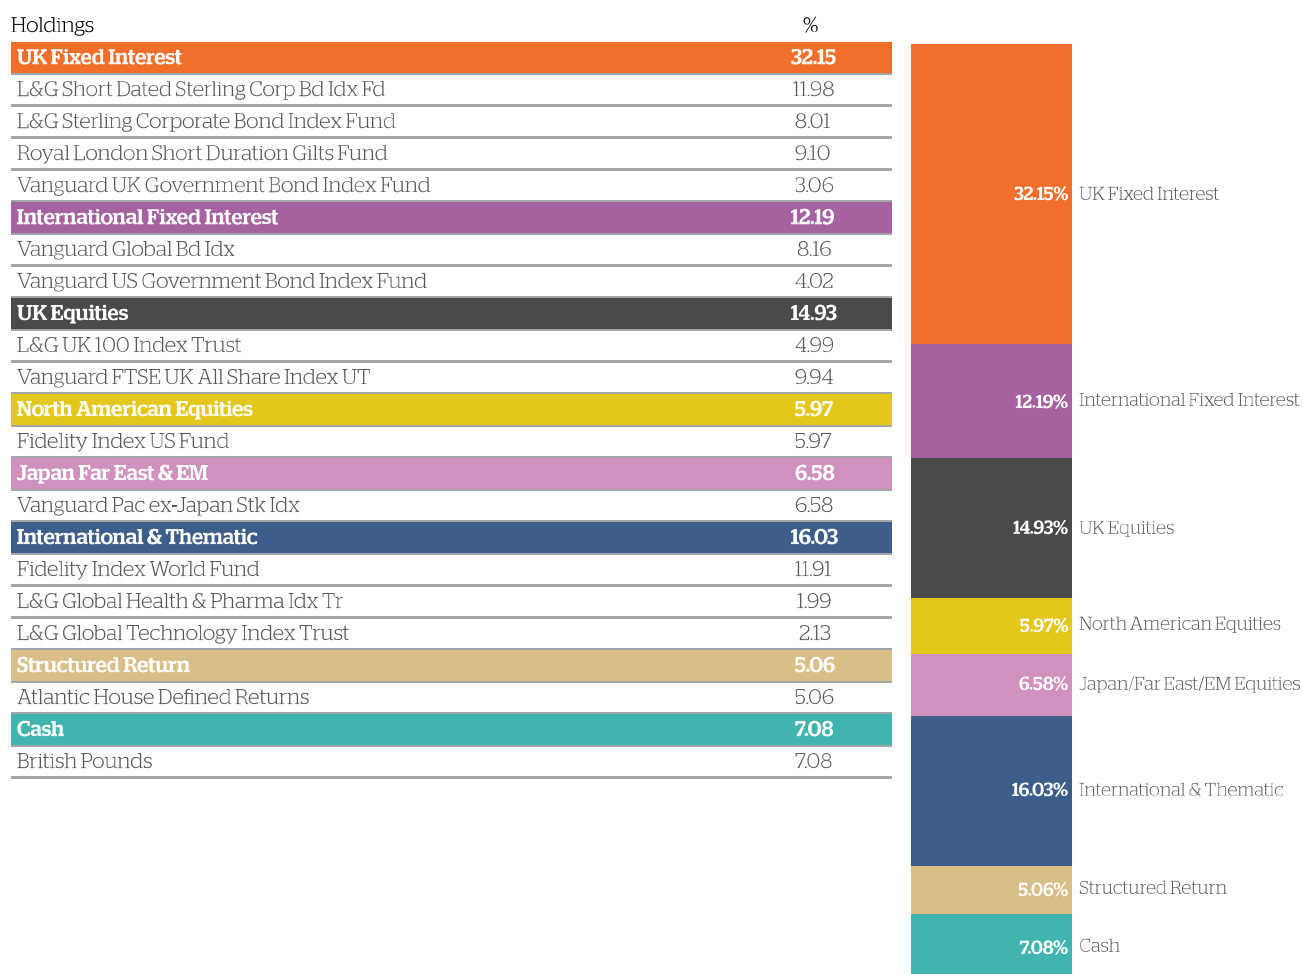 Holdings %
UK Fixed Interest 32.15
L&G Short Dated Sterling Corp Bd Idx Fd 11.98
L&G Sterling Corporate Bond Index Fund 8.01
Royal London Short Duration Gilts Fund 9.10
Vanguard UK Government Bond Index Fund 3.06
International Fixed Interest 12.19
Vanguard Global Bd Idx 8.16
Vanguard US Government Bond Index Fund 4.02
UK Equities 14.93
L&G UK 100 Index Trust 4.99
Vanguard FTSE UK All Share Index UT 9.94
North American Equities 5.97
Fidelity Index US Fund 5.97
Japan Far East & EM 6.58
Vanguard Pac ex-Japan Stk Idx 6.58
International & Thematic 16.03
Fidelity Index World Fund 11.91
L&G Global Health & Pharma Idx Tr 1.99
L&G Global Technology Index Trust 2.13
Structured Return 5.06
Atlantic House Defined Returns 5.06
Cash 7.08
British Pounds 7.08
32.15% UK Fixed Interest
12.19% International Fixed Interest
14.93% UK Equities
5.97% North American Equities
6.58% Japan/Far East/EM Equities
16.03% International & Thematic
5.06% Structured Return
7.08% Cash